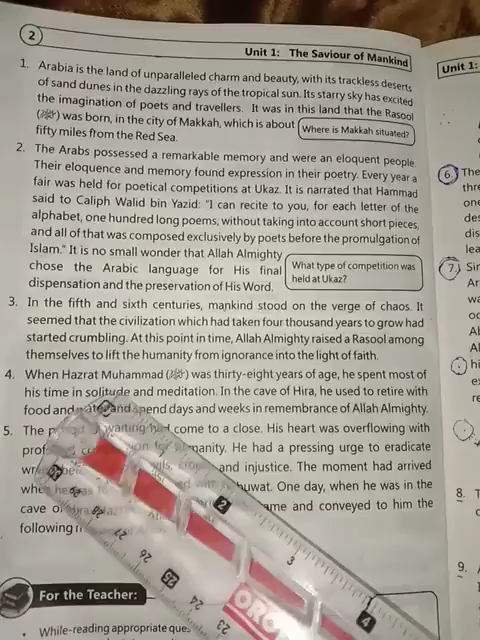 2
Unit 1: The Saviour of Mankind
1. Arabia is the land of unparalleled charm and beauty, with its trackless deserts
of sand dunes in the dazzling rays of the tropical sun. Its starry sky has excited
the imagination of poets and travellers. It was in this land that the Rasool
(ﷺ) was born, in the city of Makkah, which is about
fifty miles from the Red Sea.
Where is Makkah situated?
2. The Arabs possessed a remarkable memory and were an eloquent people.
Their eloquence and memory found expression in their poetry. Every year a
fair was held for poetical competitions at Ukaz. It is narrated that Hammad
said to Caliph Walid bin Yazid: "I can recite to you, for each letter of the
alphabet, one hundred long poems, without taking into account short pieces,
and all of that was composed exclusively by poets before the promulgation of
Islam." It is no small wonder that Allah Almighty
chose the Arabic language for His final
dispensation and the preservation of His Word.
What type of competition was
held at Ukaz?
3. In the fifth and sixth centuries, mankind stood on the verge of chaos. It
seemed that the civilization which had taken four thousand years to grow had
started crumbling. At this point in time, Allah Almighty raised a Rasool among
themselves to lift the humanity from ignorance into the light of faith.
4. When Hazrat Muhammad (ﷺ) was thirty-eight years of age, he spent most of
his time in solitude and meditation. In the cave of Hira, he used to retire with
food and water and spend days and weeks in remembrance of Allah Almighty.
5. The waiting had come to a close. His heart was overflowing with
for humanity. He had a pressing urge to eradicate
and injustice. The moment had arrived
One day, when he was in the
cave of and conveyed to him the
following
For the Teacher:
• While-reading appropriate
2
3
4
28
27
26
25
24
23
ORO
Unit 1:
6. The
7. Sin
8.
9.